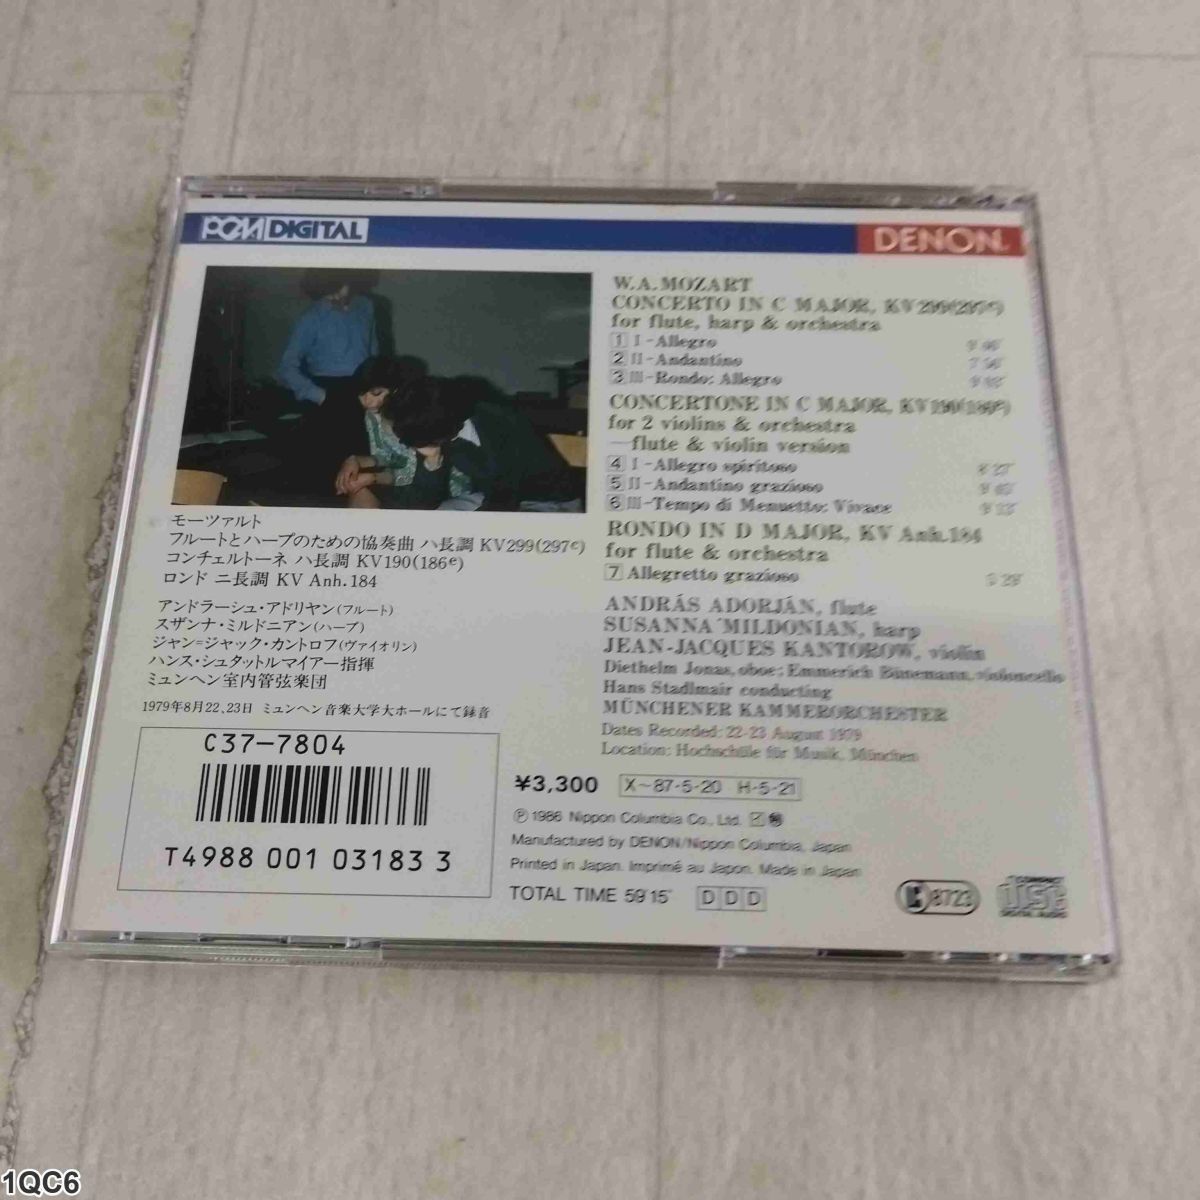 PCM DIGITAL
DENON
W.A.MOZART
CONCERTO IN C MAJOR, KV 299(297c)
for flute, harp & orchestra
1 I-Allegro
2 II-Andantino
3 III-Rondo: Allegro
CONCERTONE IN C MAJOR, KV190(186e)
for 2 violins & orchestra
—flute & violin version
4 I-Allegro spiritoso
5 II-Andantino grazioso
6 III-Tempo di Menuetto: Vivace
RONDO IN D MAJOR, KV Anh.184
for flute & orchestra
7 Allegretto grazioso
ANDRÁS ADORJÁN, flute
SUSANNA MILDONIAN, harp
JEAN-JACQUES KANTOROW, violin
Diethelm Jonas, oboe; Emmerich Bünemann, violoncello
Hans Stadlmair conducting
MÜNCHENER KAMMERORCHESTER
Dates Recorded: 22-23 August 1979
Location: Hochschüle für Musik, München
モーツァルト
フルートとハープのための協奏曲 ハ長調 KV299(297c)
コンチェルトーネ ハ長調 KV190(186e)
ロンド ニ長調 KV Anh.184
アンドラーシュ・アドリヤン(フルート)
スザンナ・ミルドニアン(ハープ)
ジャン=ジャック・カントロフ(ヴァイオリン)
ハンス・シュタットルマイアー指揮
ミュンヘン室内管弦楽団
1979年8月22,23日 ミュンヘン音楽大学大ホールにて録音
C37-7804
T4988 001 03183 3
¥3,300 X-87・5・20 H・5・21
Ⓟ 1986 Nippon Columbia Co., Ltd.
Manufactured by DENON/Nippon Columbia, Japan
Printed in Japan. Imprimé au Japon. Made in Japan
TOTAL TIME 59'15" D D D
8723
COMPACT
disc
DIGITAL AUDIO
1QC6